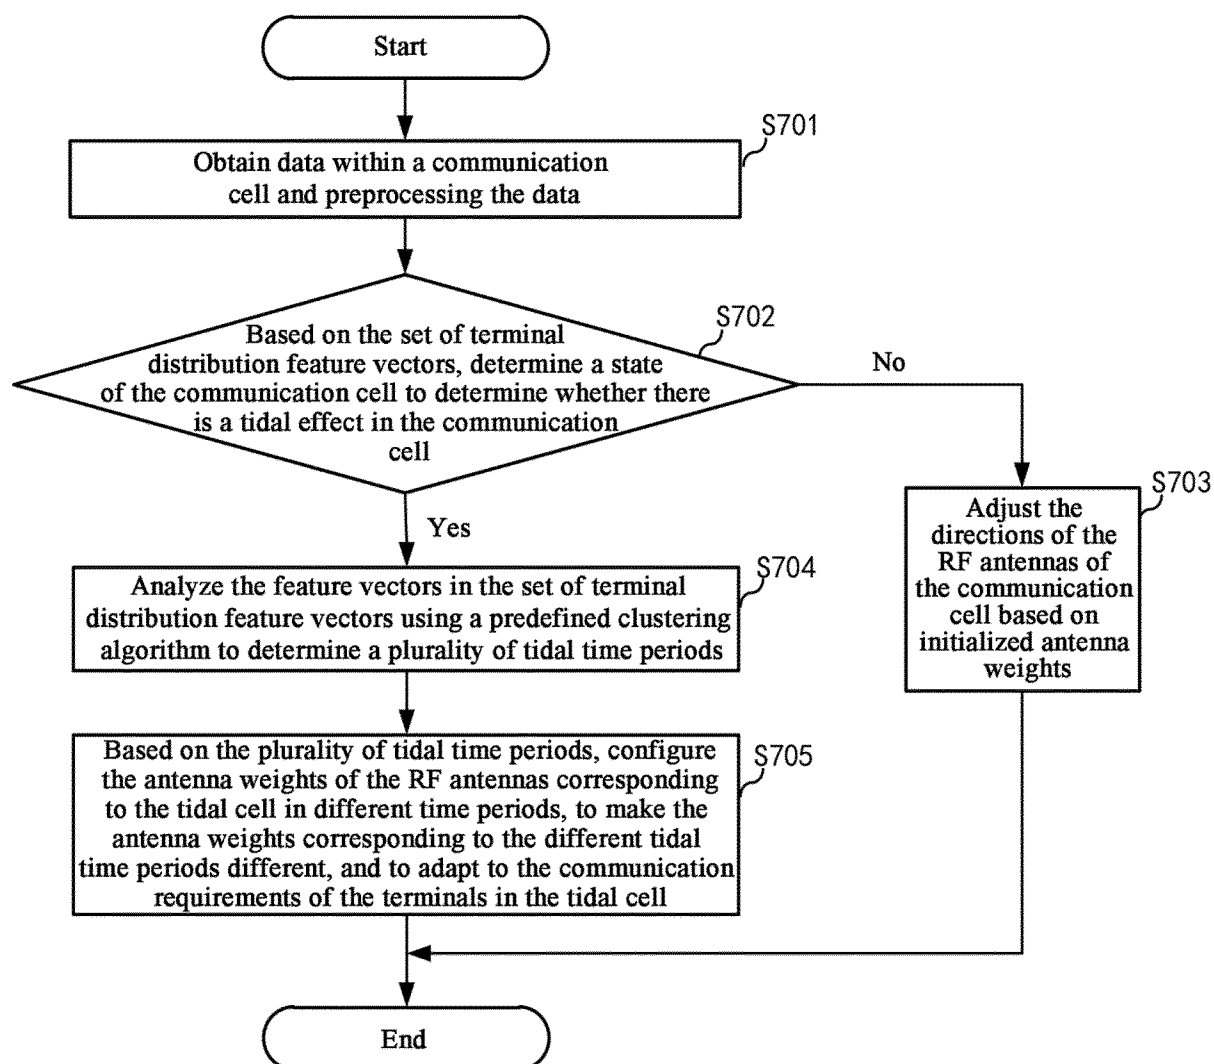 Start
S701
Obtain data within a communication
cell and preprocessing the data
S702
Based on the set of terminal
distribution feature vectors, determine a state
of the communication cell to determine whether there
is a tidal effect in the communication
cell
No
Yes
S703
Adjust the
directions of the
RF antennas of
the communication
cell based on
initialized antenna
weights
S704
Analyze the feature vectors in the set of terminal
distribution feature vectors using a predefined clustering
algorithm to determine a plurality of tidal time periods
S705
Based on the plurality of tidal time periods, configure
the antenna weights of the RF antennas corresponding
to the tidal cell in different time periods, to make the
antenna weights corresponding to the different tidal
time periods different, and to adapt to the communication
requirements of the terminals in the tidal cell
End